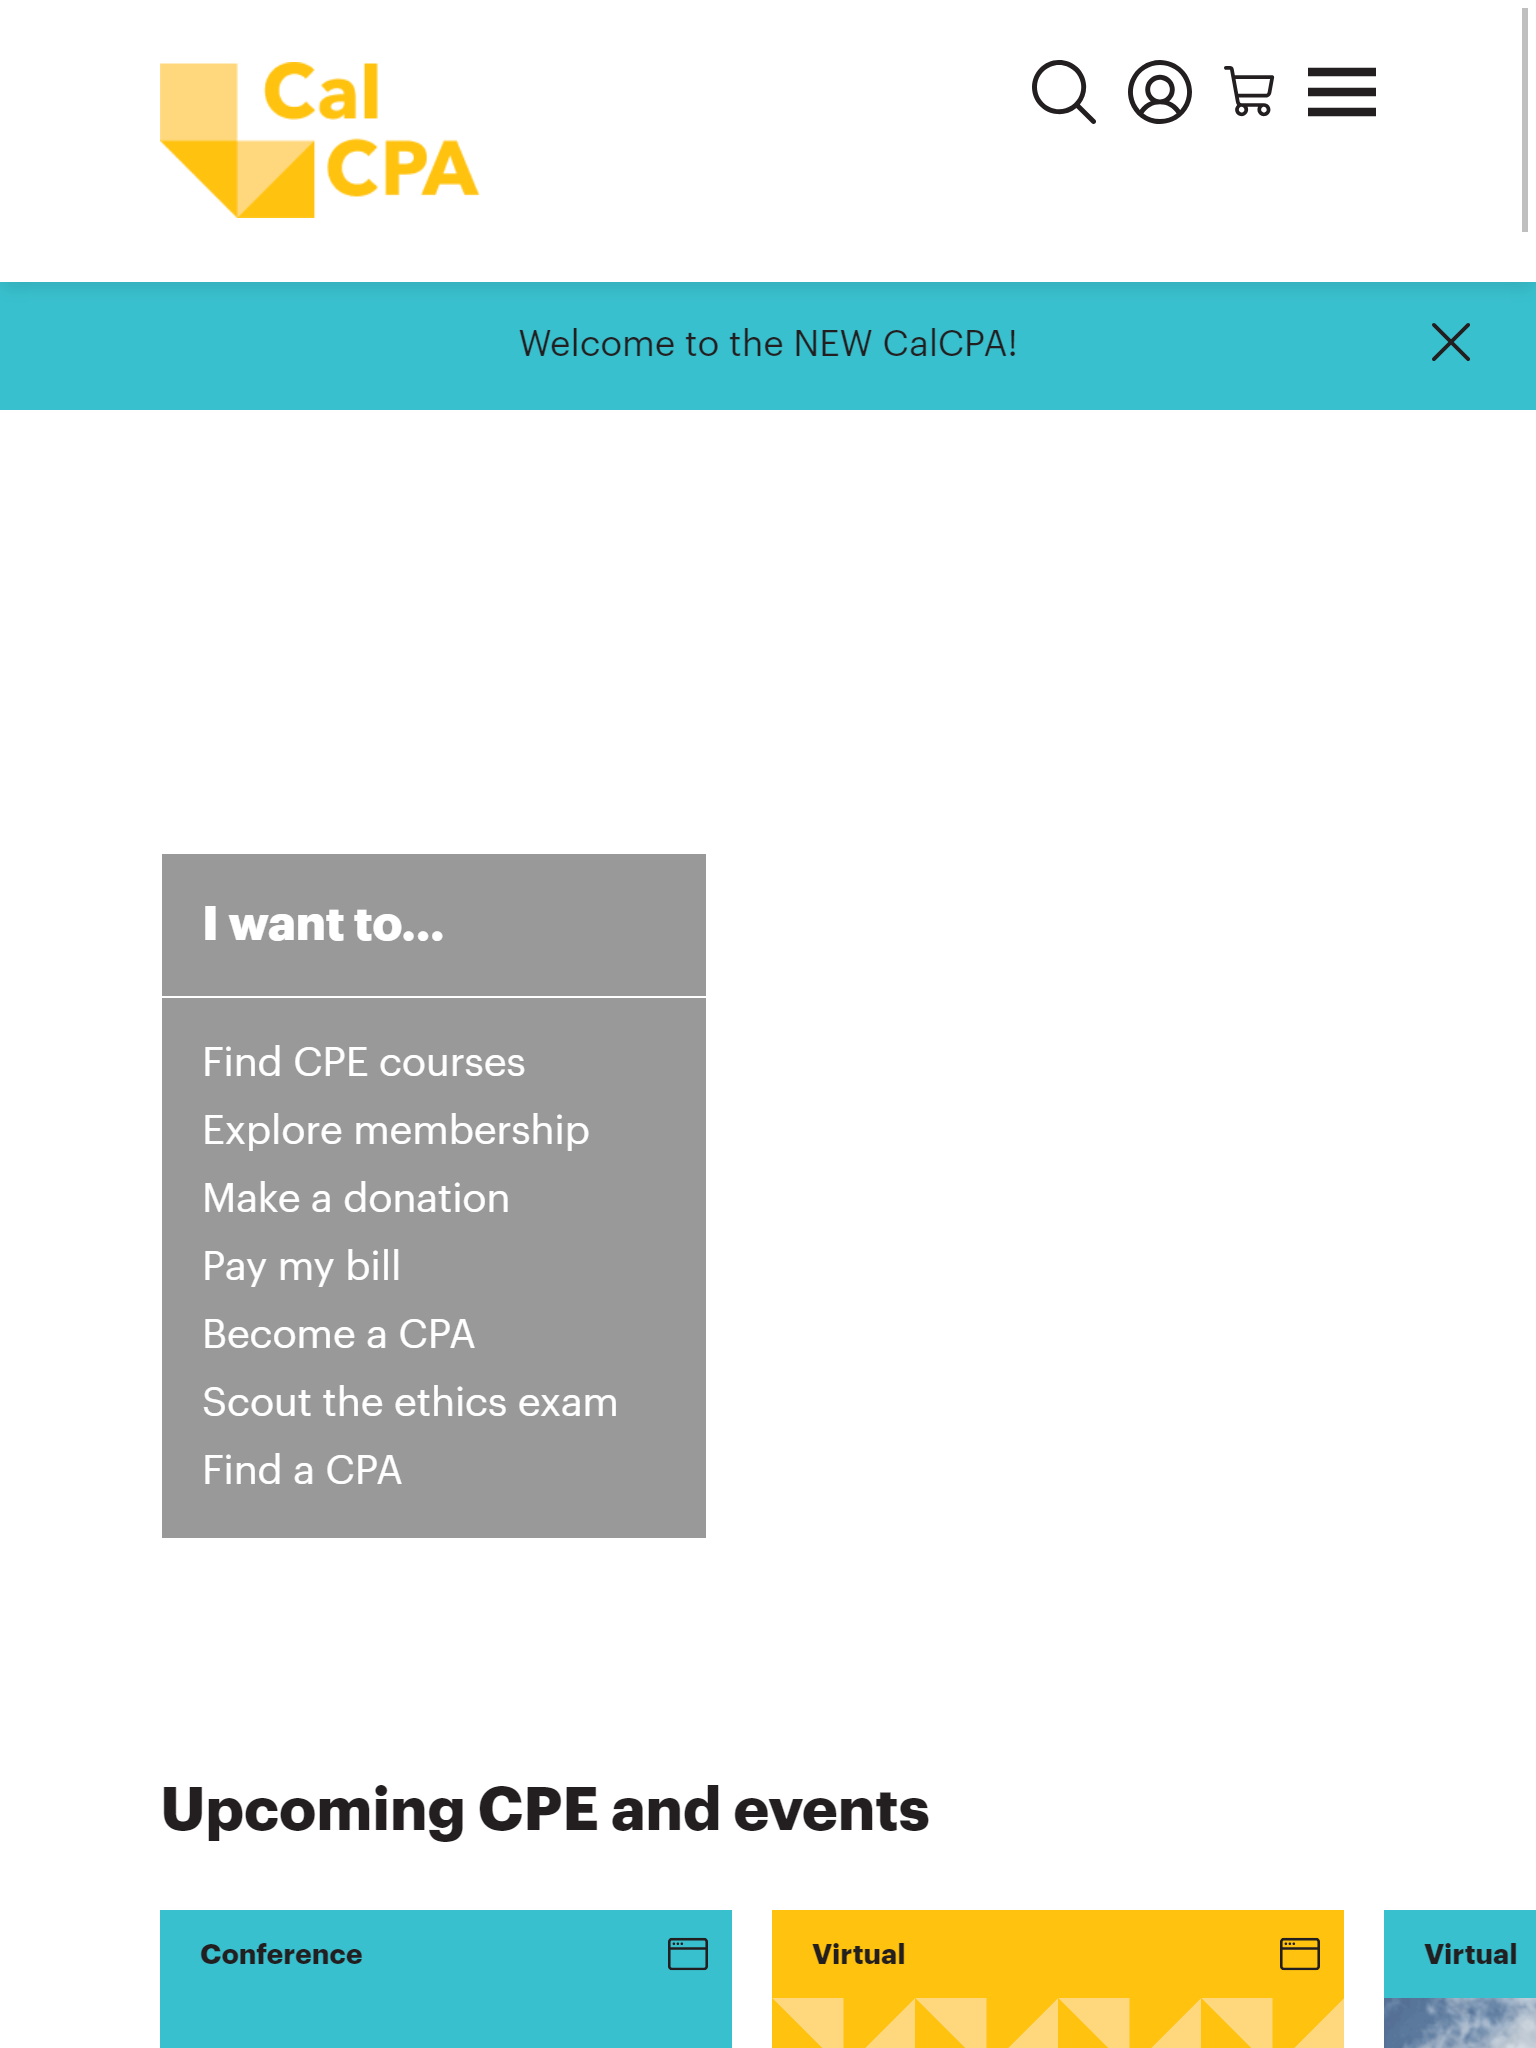 Cal
CPA
Welcome to the NEW CalCPA!
I want to...
Find CPE courses
Explore membership
Make a donation
Pay my bill
Become a CPA
Scout the ethics exam
Find a CPA
Upcoming CPE and events
Conference
Virtual
Virtual